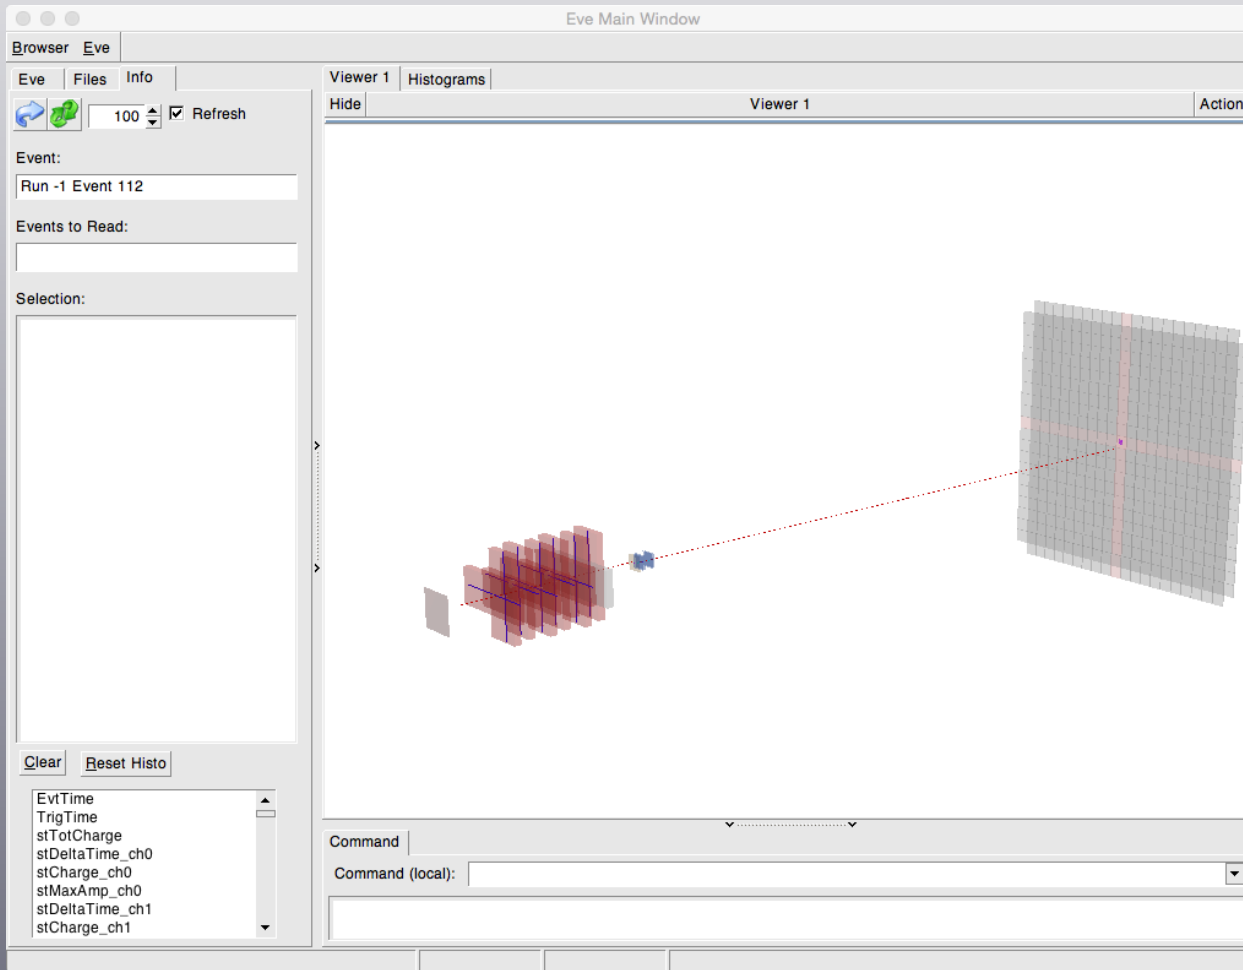 Eve Main Window
Browser Eve
Eve Files Info
Viewer 1 Histograms
100 Refresh
Hide Viewer 1 Action
Event:
Run -1 Event 112
Events to Read:
Selection:
Clear Reset Histo
EvtTime
TrigTime
stTotCharge
stDeltaTime_ch0
stCharge_ch0
stMaxAmp_ch0
stDeltaTime_ch1
stCharge_ch1
Command
Command (local):